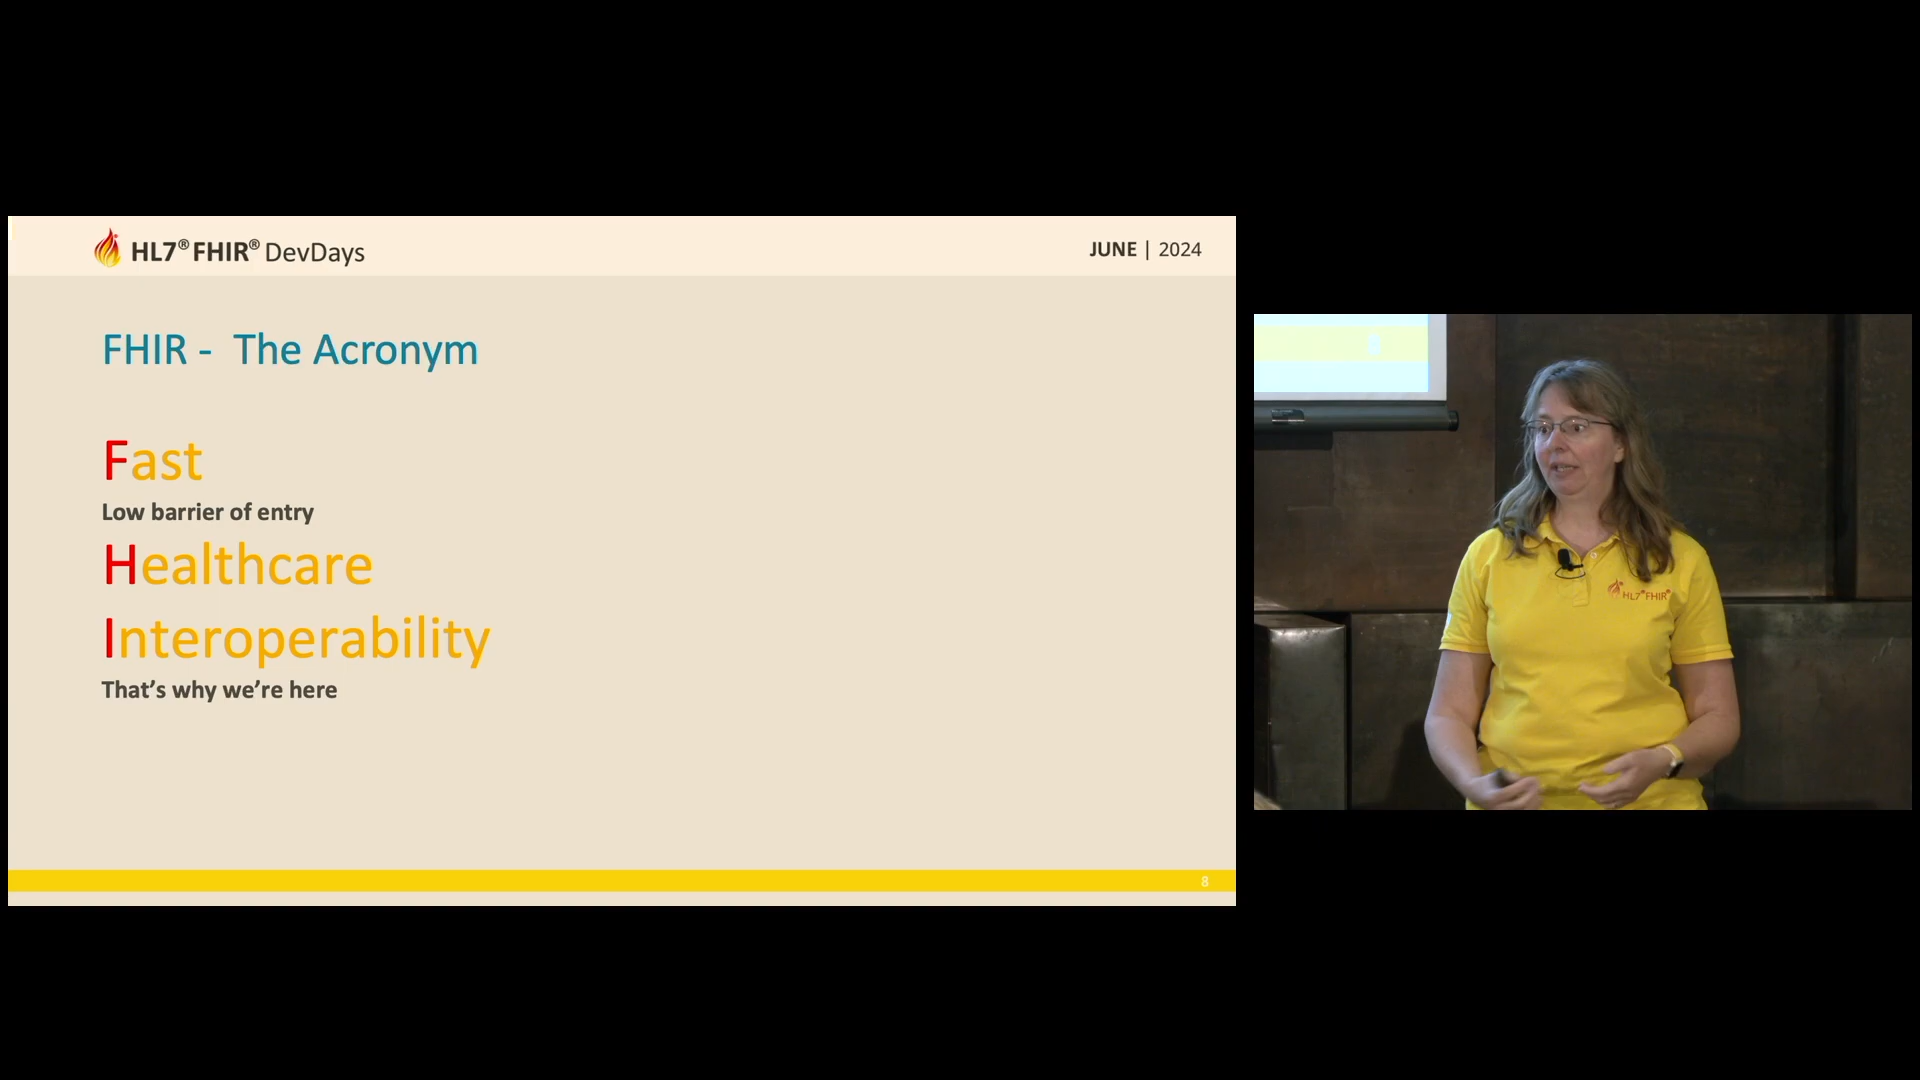 HL7® FHIR® DevDays
JUNE | 2024
FHIR - The Acronym
Fast
Low barrier of entry
Healthcare
Interoperability
That’s why we’re here
8
8
HL7® FHIR®